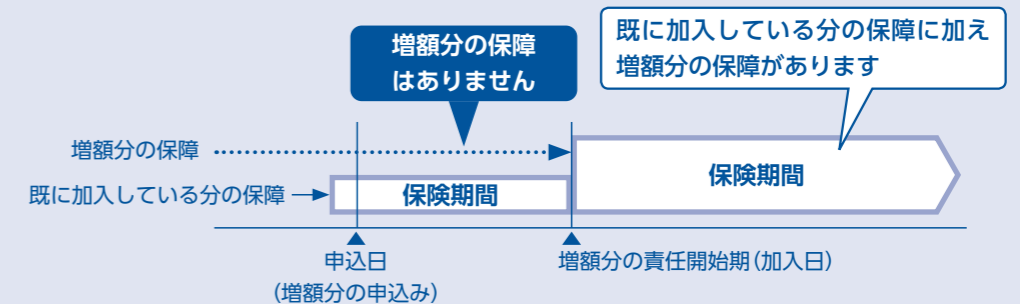 増額分の保障
はありません
既に加入している分の保障に加え
増額分の保障があります
増額分の保障
既に加入している分の保障
保険期間
保険期間
申込日
(増額分の申込み)
増額分の責任開始期(加入日)